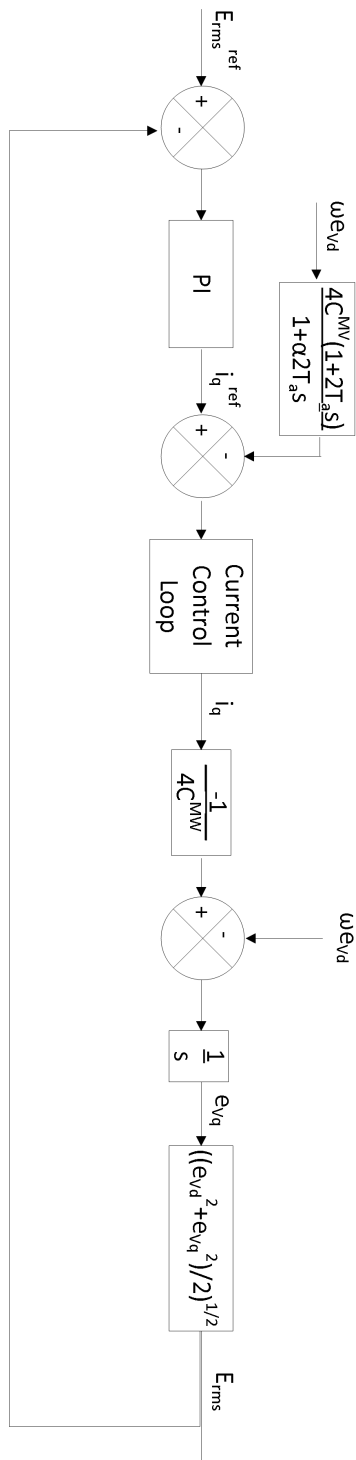 E_rms^ref
+
-
PI
ωe_Vd
4C^MV(1+2T_as)
1+α2T_as
i_q^ref
+
-
Current
Control
Loop
i_q
-1
4C^MW
ωe_Vd
+
-
1
s
e_Vq
((e_Vd^2+e_Vq^2)/2)^1/2
E_rms